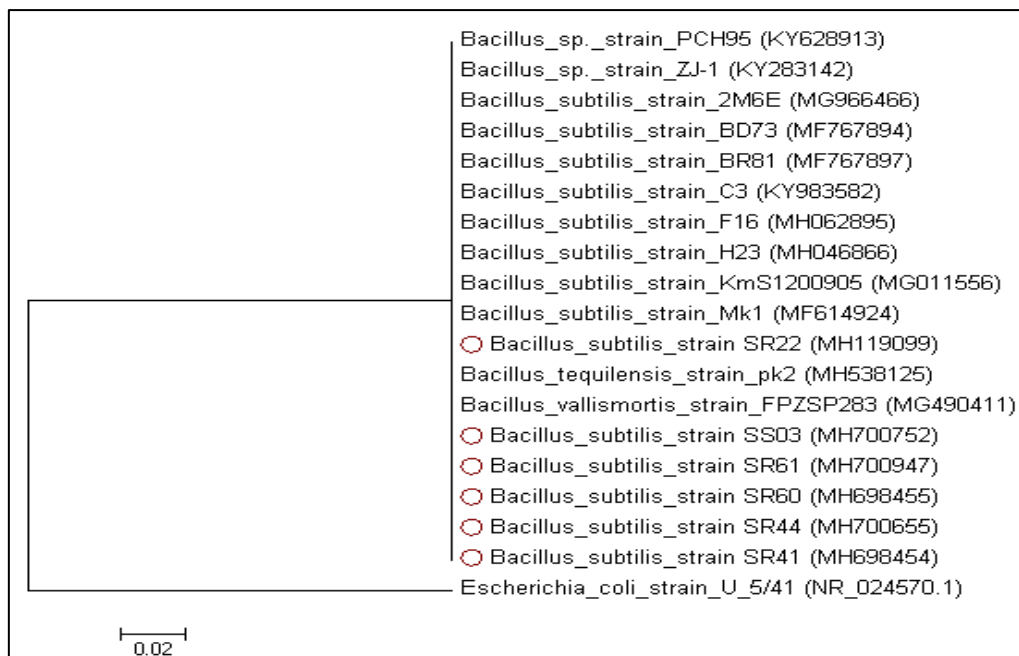 Bacillus_sp._strain_PCH95 (KY628913)
Bacillus_sp._strain_ZJ-1 (KY283142)
Bacillus_subtilis_strain_2M6E (MG966466)
Bacillus_subtilis_strain_BD73 (MF767894)
Bacillus_subtilis_strain_BR81 (MF767897)
Bacillus_subtilis_strain_C3 (KY983582)
Bacillus_subtilis_strain_F16 (MH062895)
Bacillus_subtilis_strain_H23 (MH046866)
Bacillus_subtilis_strain_KmS1200905 (MG011556)
Bacillus_subtilis_strain_Mk1 (MF614924)
Bacillus_subtilis_strain SR22 (MH119099)
Bacillus_tequilensis_strain_pk2 (MH538125)
Bacillus_vallismortis_strain_FPZSP283 (MG490411)
Bacillus_subtilis_strain SS03 (MH700752)
Bacillus_subtilis_strain SR61 (MH700947)
Bacillus_subtilis_strain SR60 (MH698455)
Bacillus_subtilis_strain SR44 (MH700655)
Bacillus_subtilis_strain SR41 (MH698454)
Escherichia_coli_strain_U_5/41 (NR_024570.1)
0.02